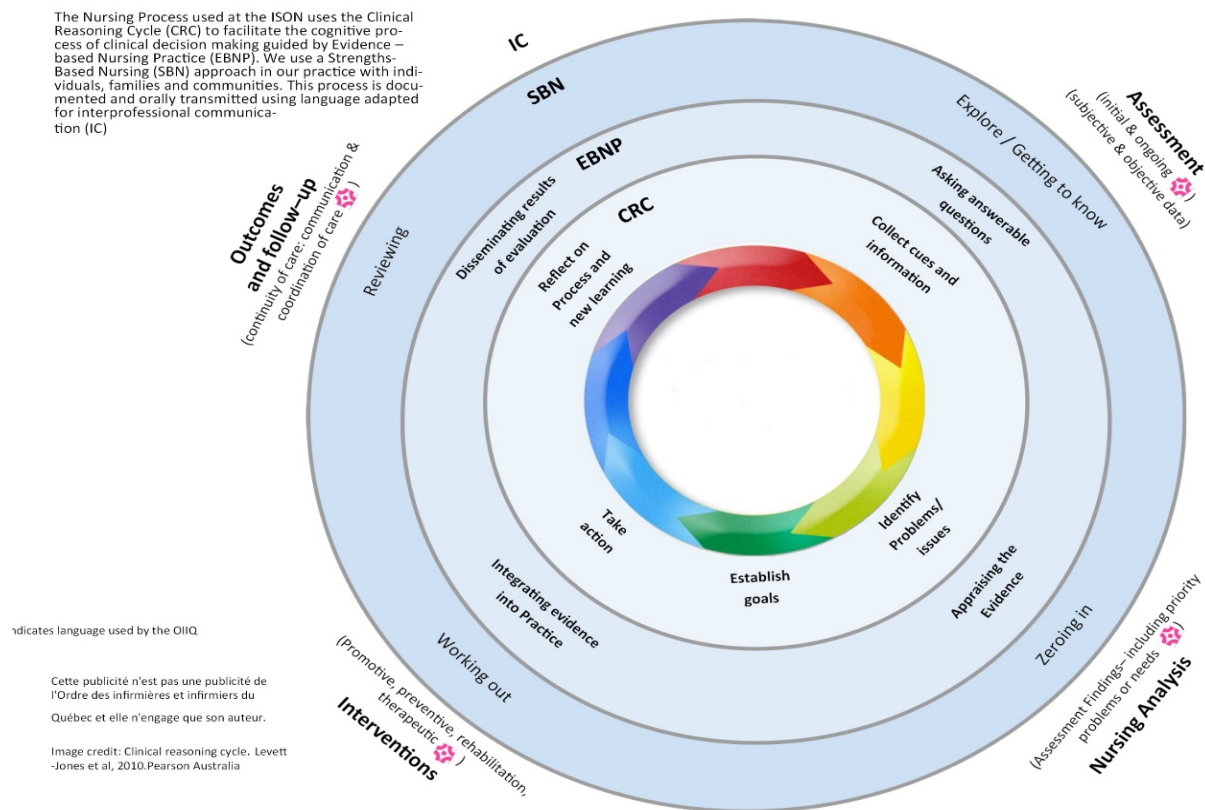 The Nursing Process used at the ISON uses the Clinical
Reasoning Cycle (CRC) to facilitate the cognitive pro-
cess of clinical decision making guided by Evidence –
based Nursing Practice (EBNP). We use a Strengths-
Based Nursing (SBN) approach in our practice with indi-
viduals, families and communities. This process is docu-
mented and orally transmitted using language adapted
for interprofessional communica-
tion (IC)
IC
SBN
EBNP
CRC
Assessment
(initial & ongoing
(subjective & objective data)
)
Explore / Getting to know
Asking answerable
questions
Collect cues and
information
Identify
Problems/
issues
Appraising the
Evidence
Zeroing in
(Assessment Findings– including priority
problems or needs )
Nursing Analysis
Establish
goals
Take
action
Integrating evidence
into Practice
Working out
(Promotive, preventive, rehabilitation,
therapeutic )
Interventions
Reflect on
Process and
new learning
Disseminating results
of evaluation
Reviewing
Outcomes
and follow–up
(continuity of care: communication &
coordination of care )
ndicates language used by the OIIQ
Cette publicité n'est pas une publicité de
l'Ordre des infirmières et infirmiers du
Québec et elle n'engage que son auteur.
Image credit: Clinical reasoning cycle. Levett
-Jones et al, 2010.Pearson Australia